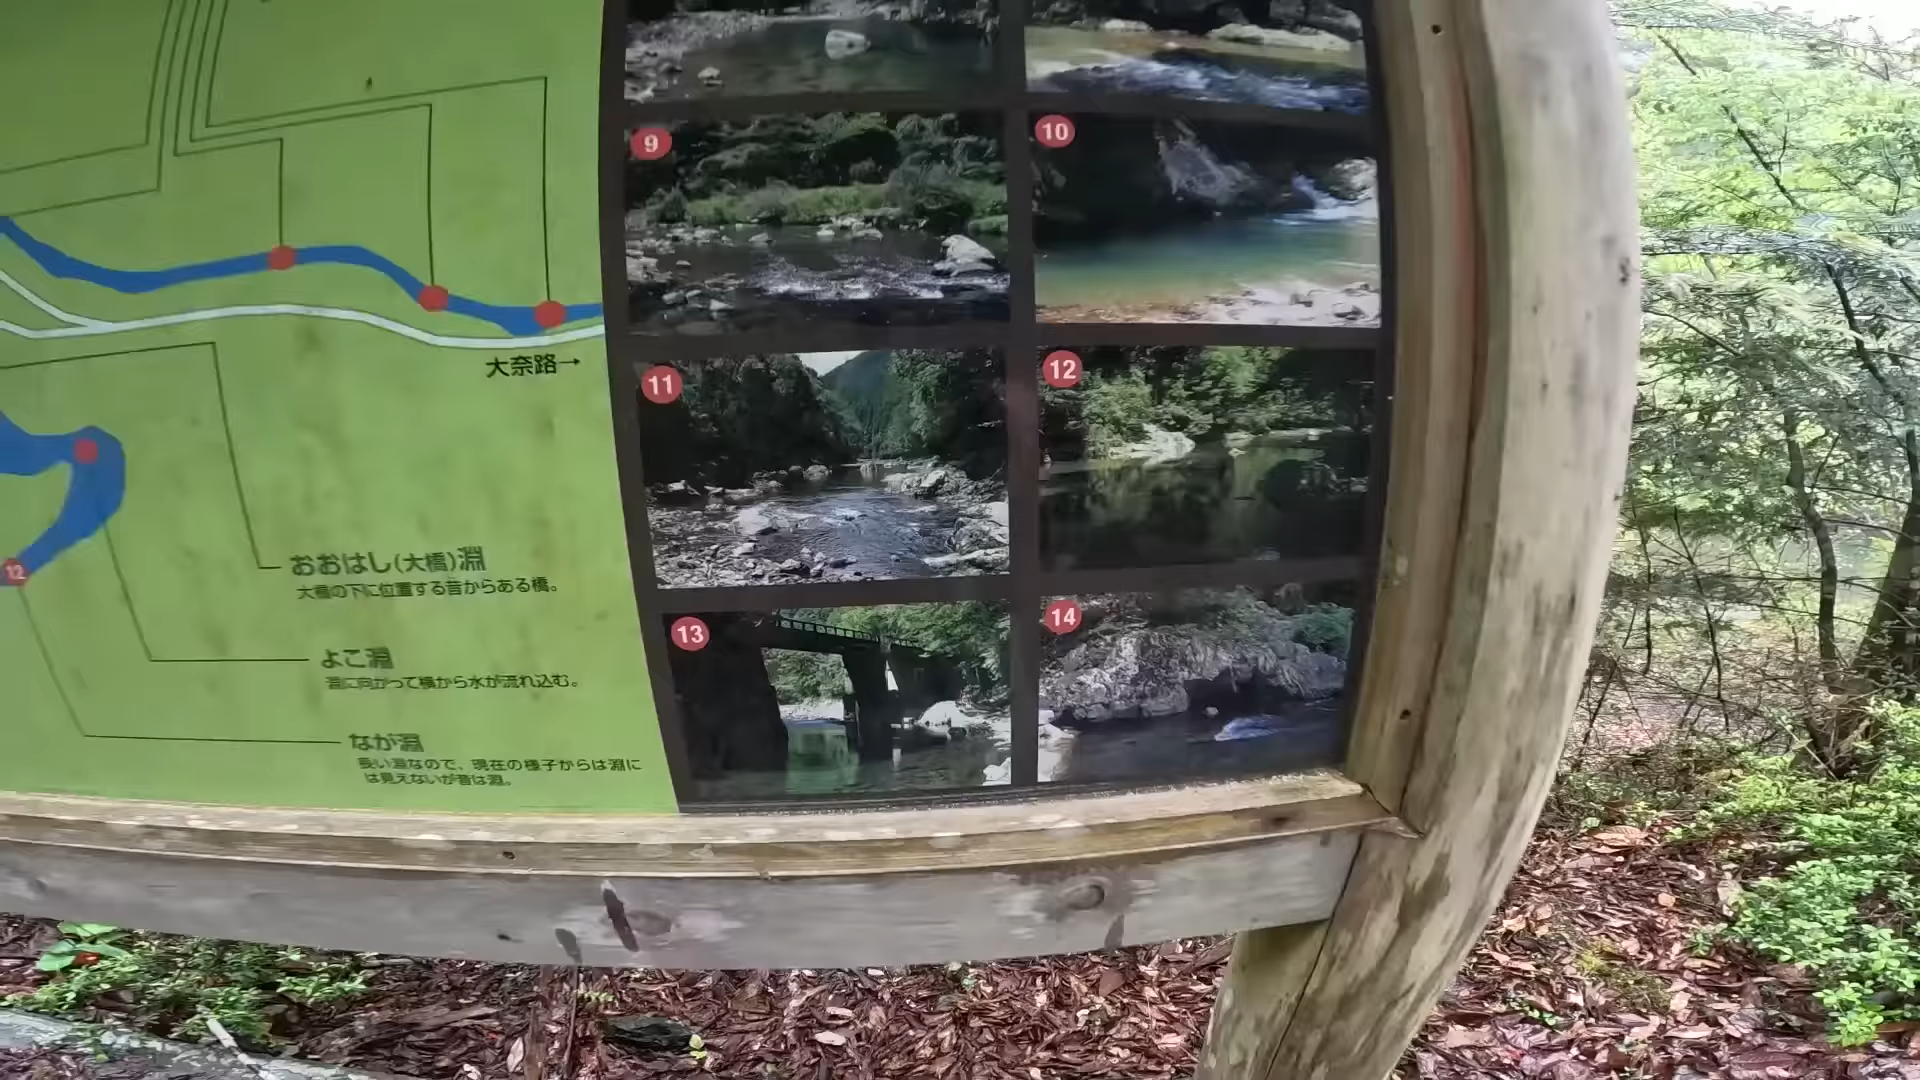 大奈路→
おおはし(大橋)淵
大橋の下に位置する昔からある橋。
よこ淵
淵に向かって横から水が流れ込む。
なが淵
長い淵なので、現在の様子からは淵に
は見えないが昔は淵。
12
9
10
11
12
13
14